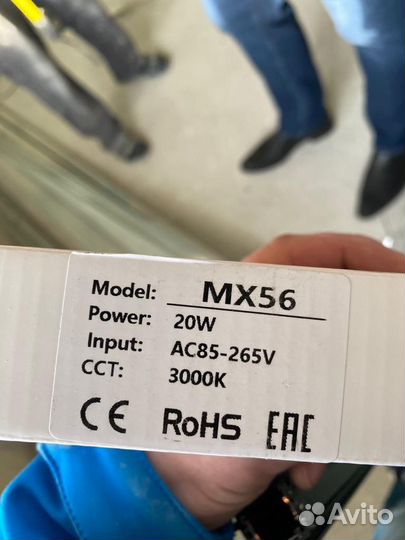 Model: MX56
Power: 20W
Input: AC85-265V
CCT: 3000K
CE RoHS EAC
Avito